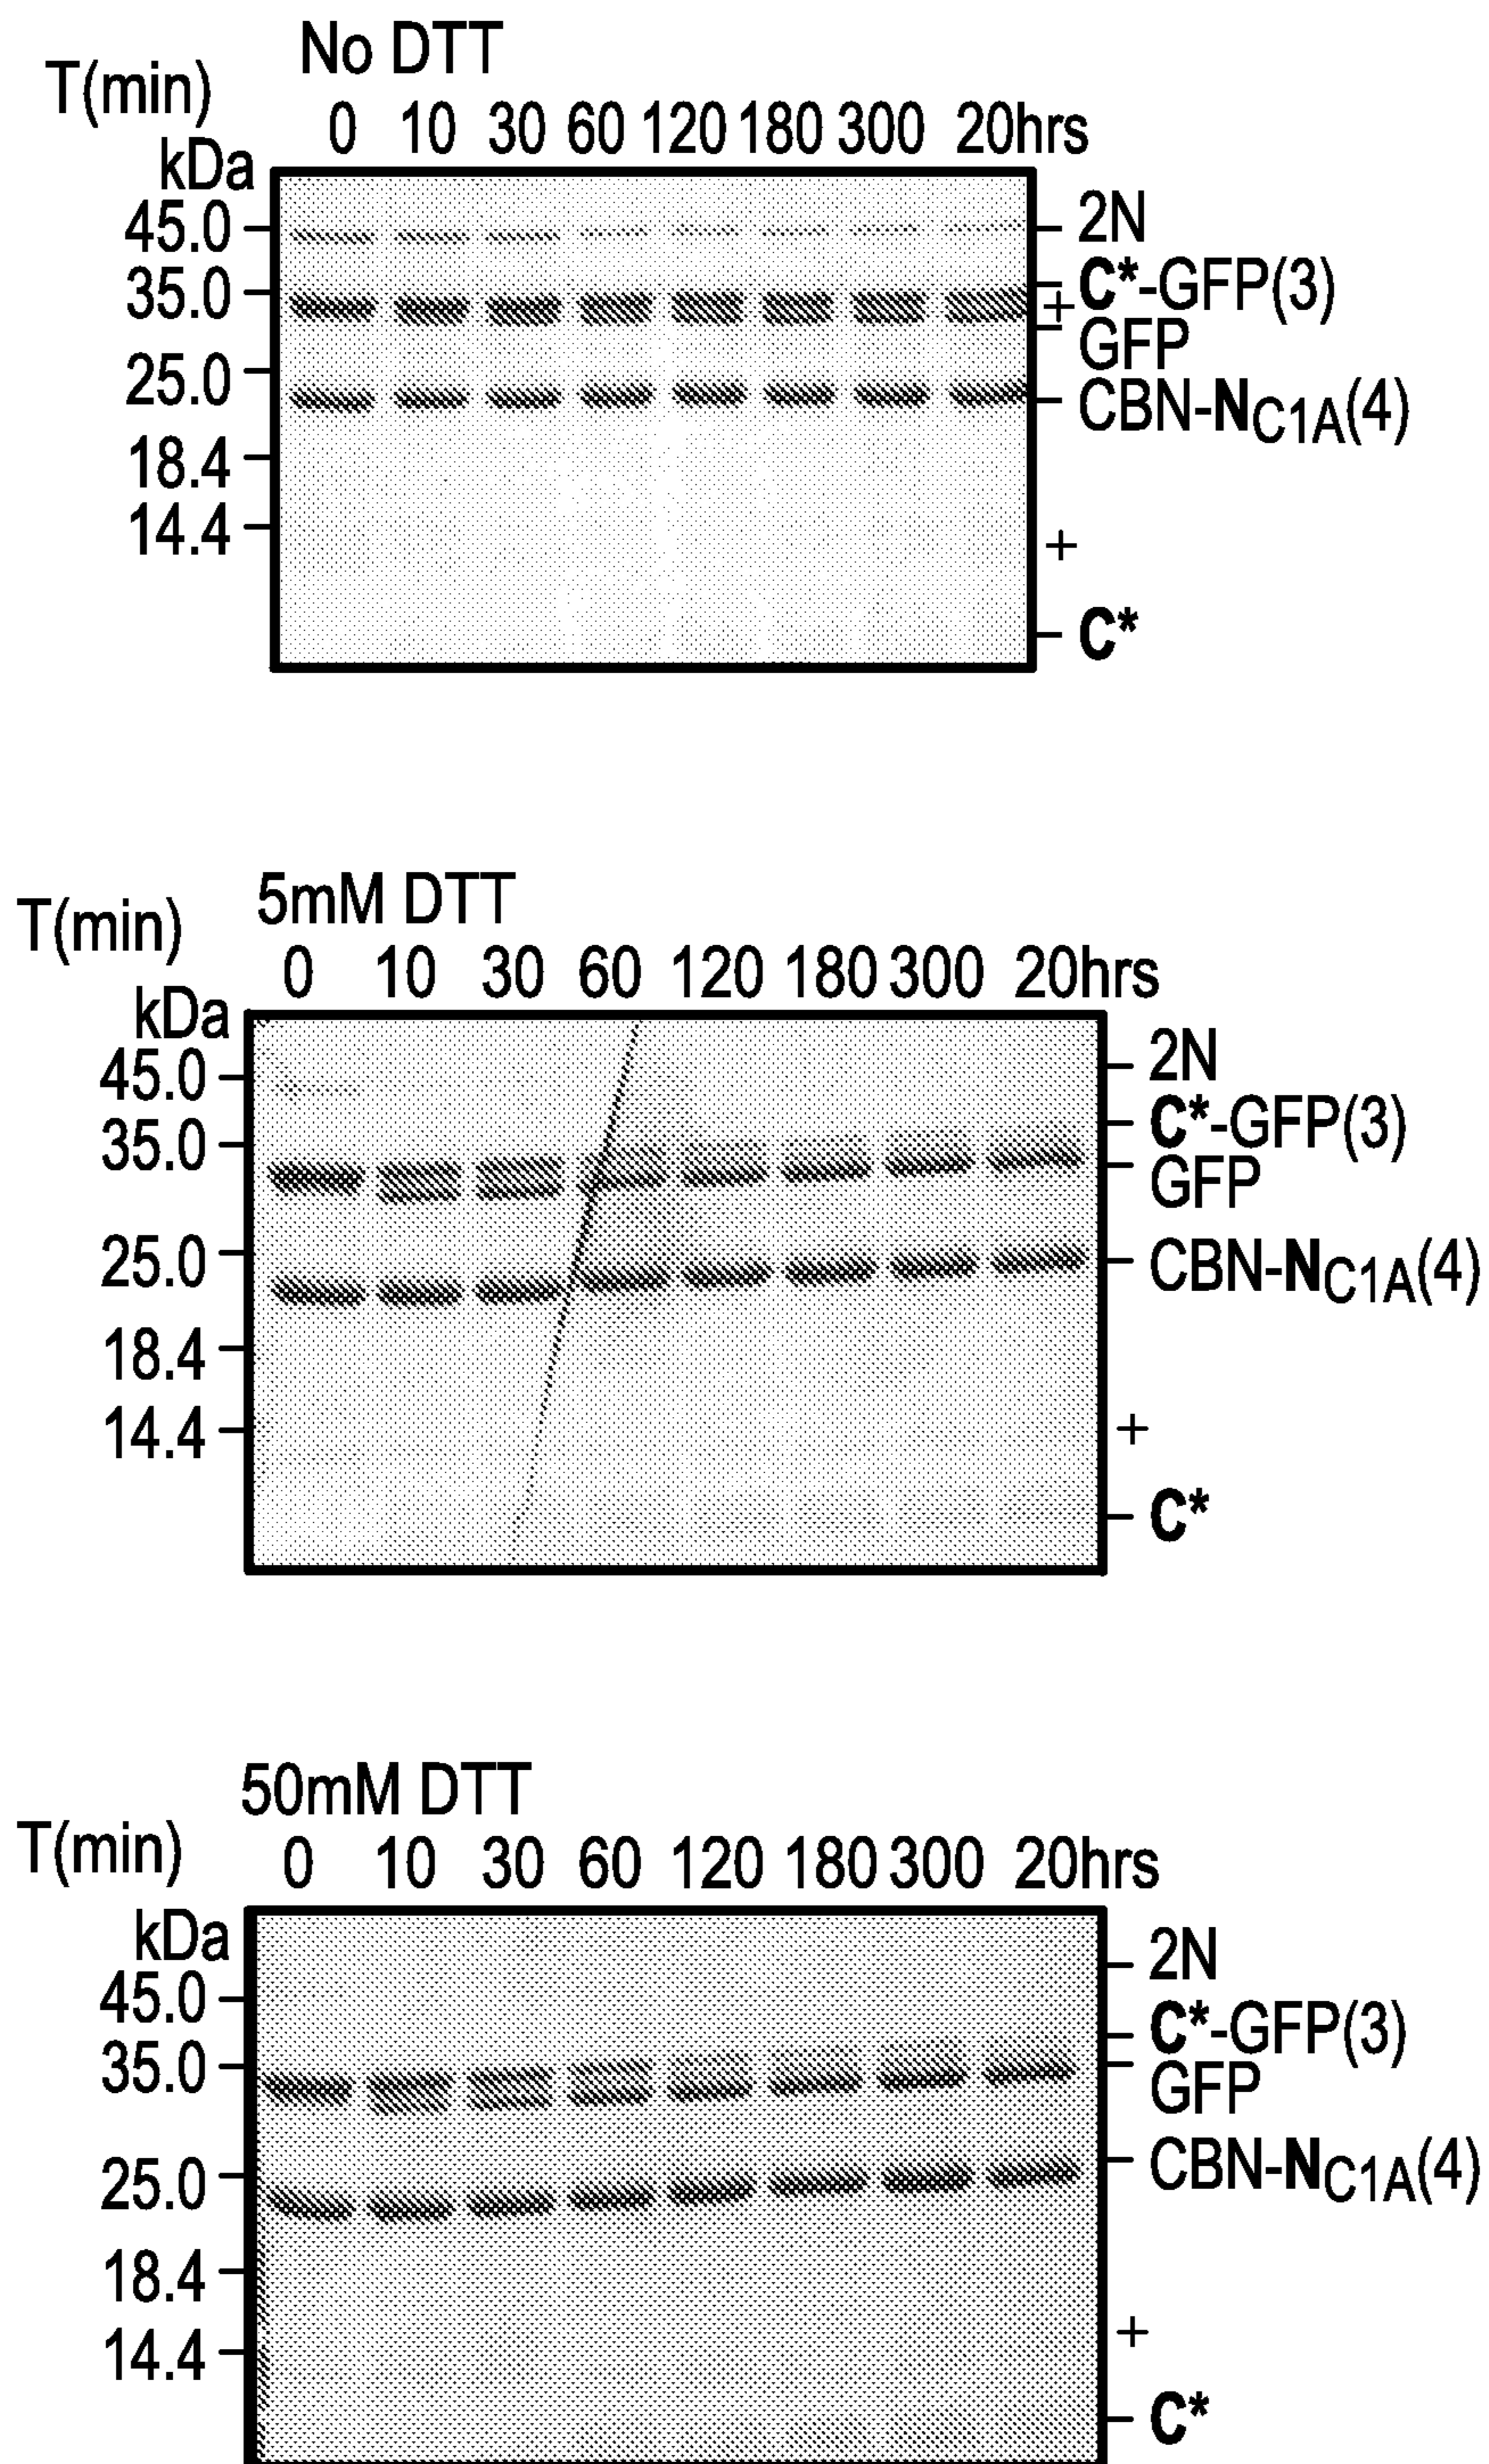 No DTT
T(min)
0 10 30 60 120 180 300 20hrs
kDa
45.0
35.0
25.0
18.4
14.4
2N
C*-GFP(3)
+
GFP
CBN-NC1A(4)
+
C*
5mM DTT
T(min)
0 10 30 60 120 180 300 20hrs
kDa
45.0
35.0
25.0
18.4
14.4
2N
C*-GFP(3)
GFP
CBN-NC1A(4)
+
C*
50mM DTT
T(min)
0 10 30 60 120 180 300 20hrs
kDa
45.0
35.0
25.0
18.4
14.4
2N
C*-GFP(3)
GFP
CBN-NC1A(4)
+
C*